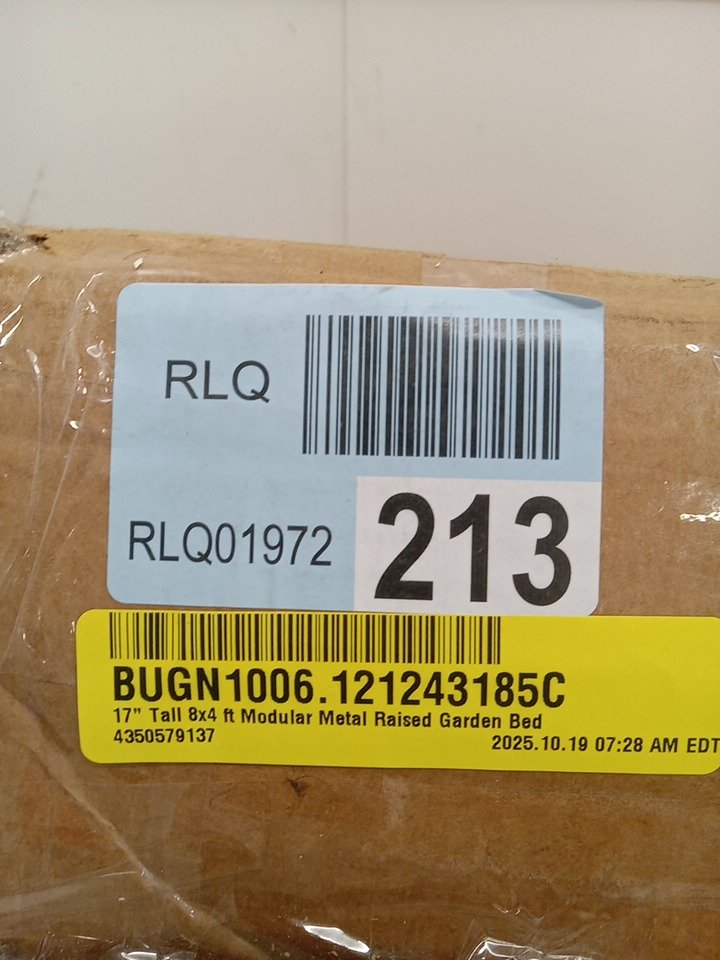 RLQ
RLQ01972
213
BUGN1006.121243185C
17" Tall 8x4 ft Modular Metal Raised Garden Bed
4350579137
2025.10.19 07:28 AM EDT